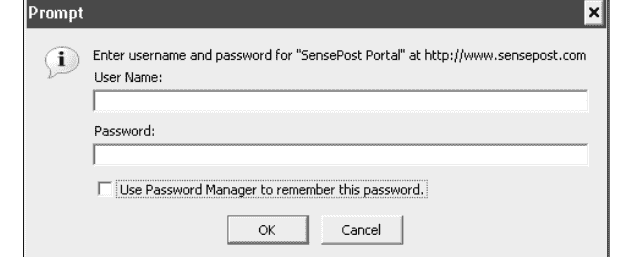 Prompt
Enter username and password for "SensePost Portal" at http://www.sensepost.com
User Name:
Password:
Use Password Manager to remember this password.
OK Cancel